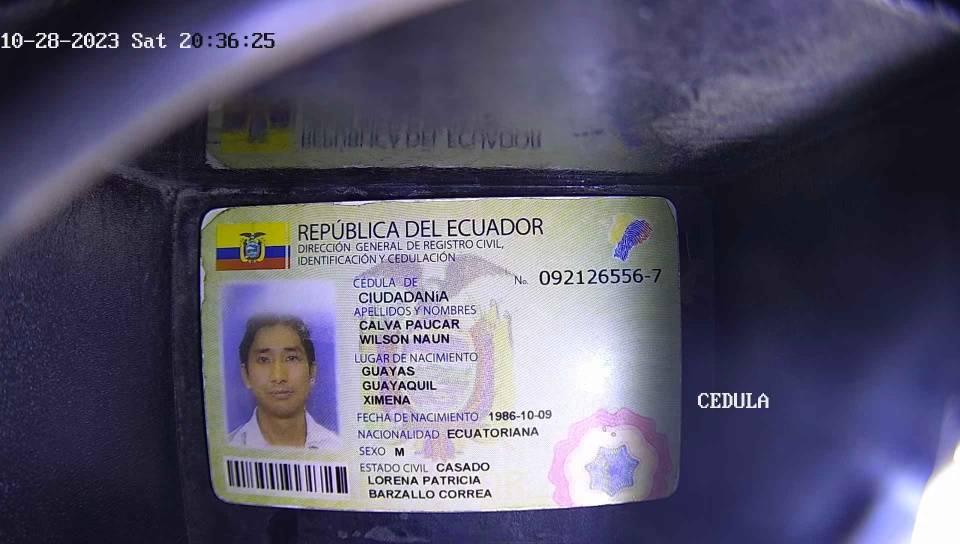 10-28-2023 Sat 20:36:25
REPÚBLICA DEL ECUADOR
REPÚBLICA DEL ECUADOR
DIRECCIÓN GENERAL DE REGISTRO CIVIL,
IDENTIFICACIÓN Y CEDULACIÓN
No. 092126556-7
CÉDULA DE
CIUDADANíA
APELLIDOS Y NOMBRES
CALVA PAUCAR
WILSON NAUN
LUGAR DE NACIMIENTO
GUAYAS
GUAYAQUIL
XIMENA
FECHA DE NACIMIENTO 1986-10-09
NACIONALIDAD ECUATORIANA
SEXO M
ESTADO CIVIL CASADO
LORENA PATRICIA
BARZALLO CORREA
CEDULA